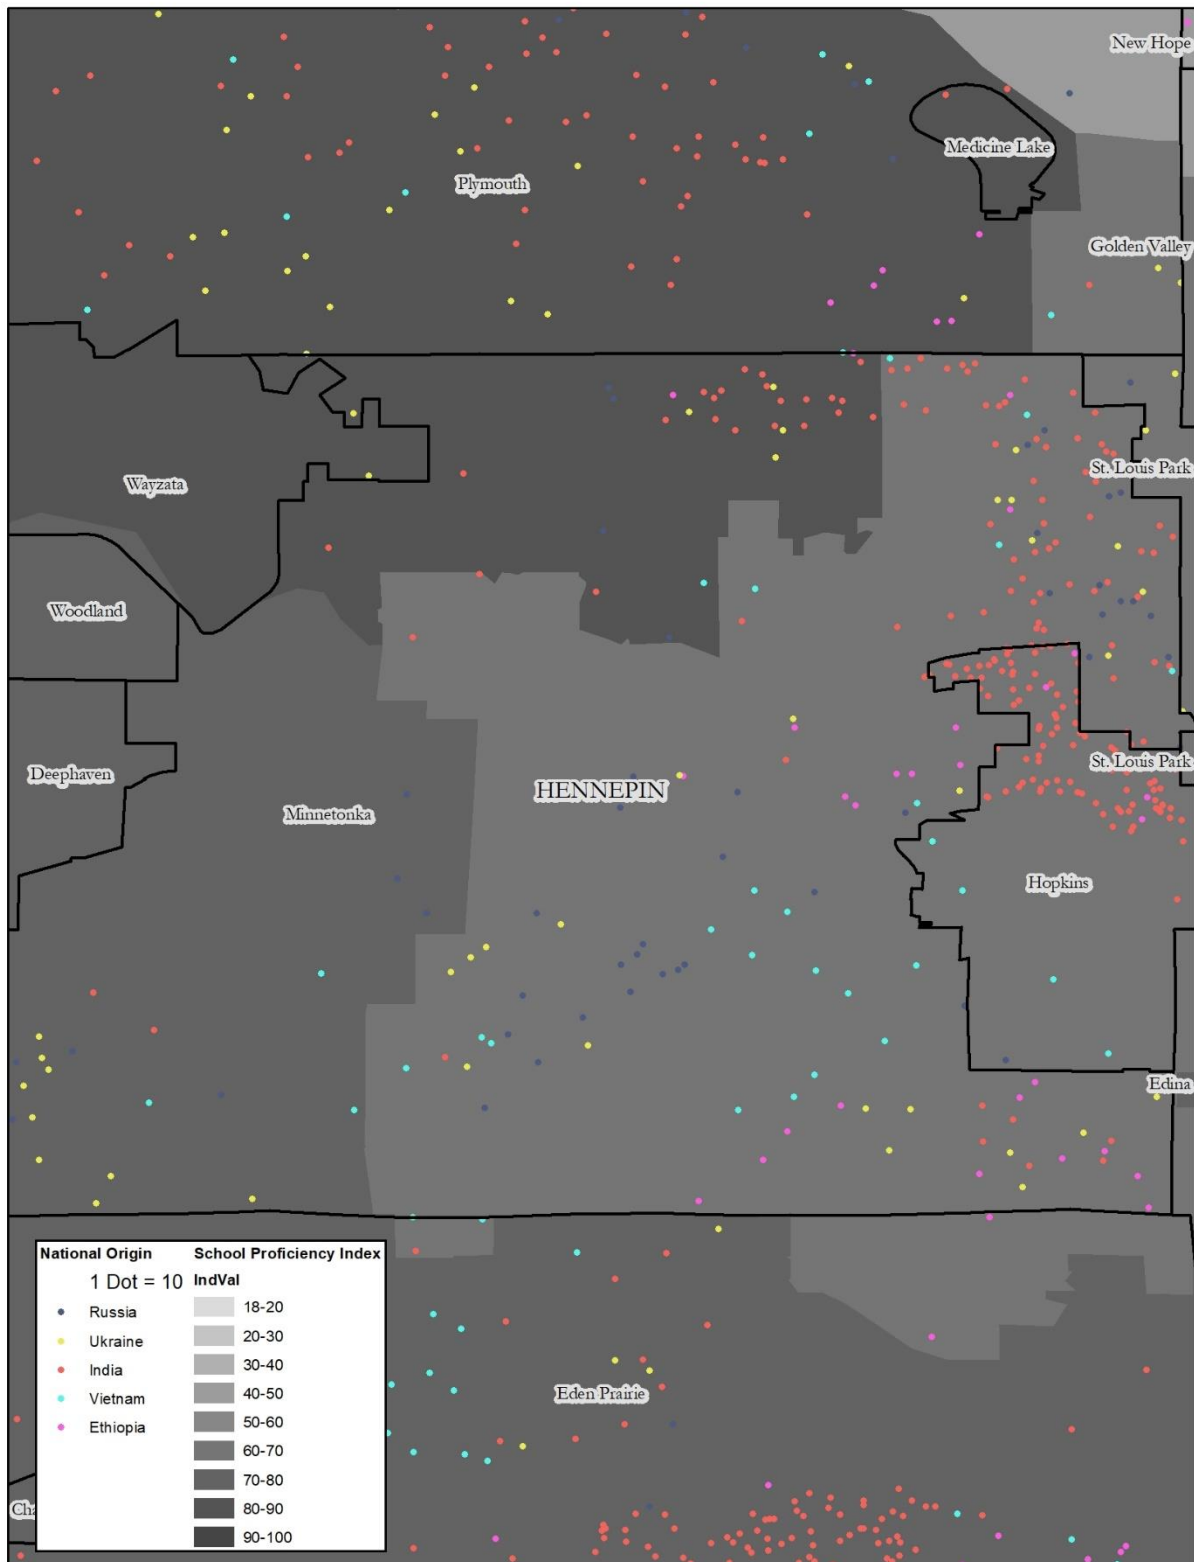 New Hope
Medicine Lake
Plymouth
Golden Valley
St. Louis Park
Wayzata
Woodland
St. Louis Park
Deephaven
HENNEPIN
Minnetonka
Hopkins
Edina
National Origin
School Proficiency Index
1 Dot = 10
IndVal
Russia
18-20
Ukraine
20-30
India
30-40
Vietnam
40-50
Ethiopia
50-60
60-70
70-80
80-90
90-100
Eden Prairie
Cha